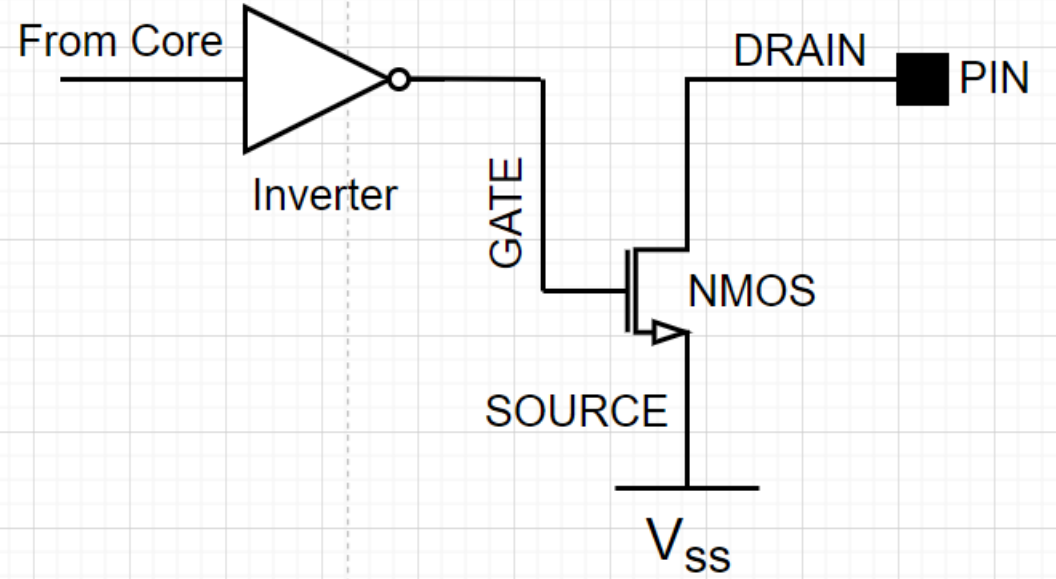 From Core
DRAIN
PIN
Inverter
GATE
NMOS
SOURCE
Vss